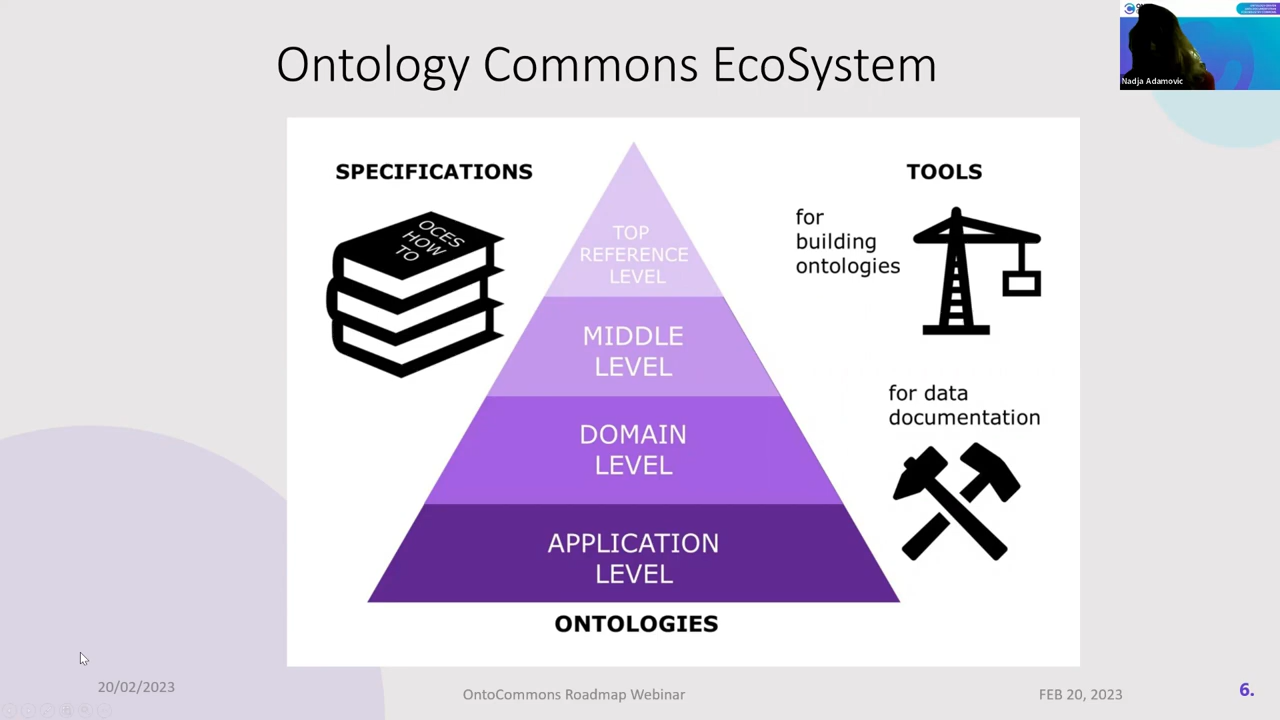 Ontology Commons EcoSystem
Nadja Adamovic
SPECIFICATIONS
OCES
HOW
TO
TOP
REFERENCE
LEVEL
MIDDLE
LEVEL
DOMAIN
LEVEL
APPLICATION
LEVEL
ONTOLOGIES
TOOLS
for
building
ontologies
for data
documentation
20/02/2023
OntoCommons Roadmap Webinar
FEB 20, 2023
6.